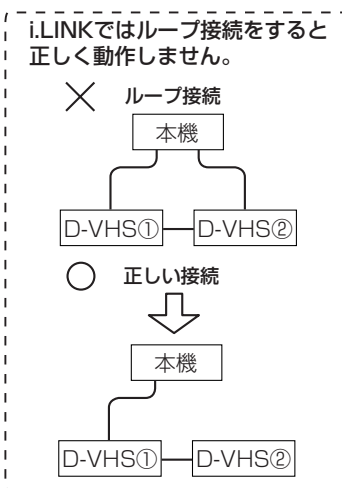 i.LINKではループ接続をすると
正しく動作しません。
× ループ接続
本機
D-VHS① D-VHS②
○ 正しい接続
本機
D-VHS① D-VHS②